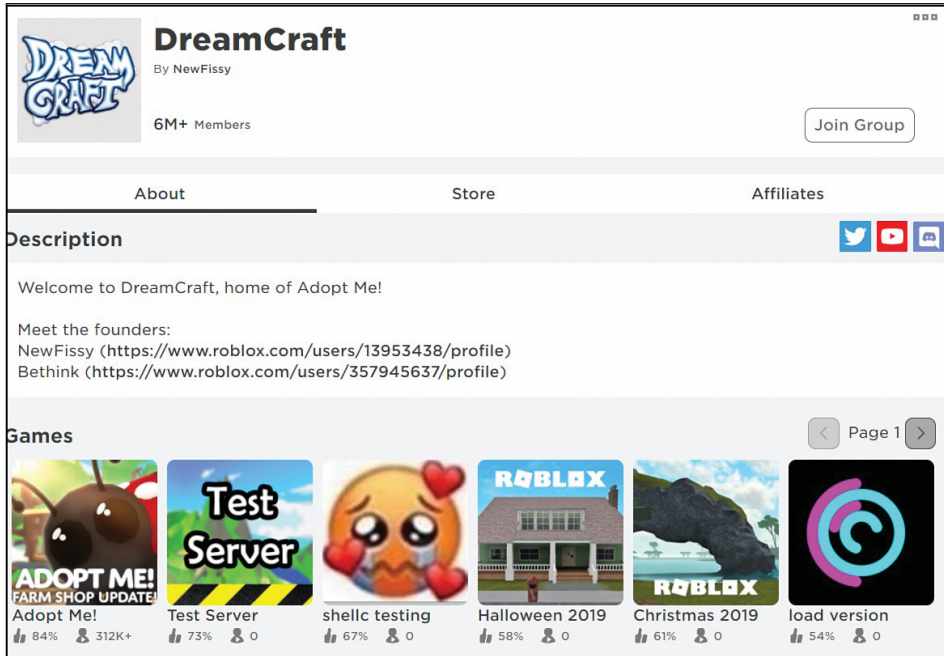 DREAM
CRAFT
DreamCraft
By NewFissy
6M+ Members
Join Group
About
Store
Affiliates
Description
Welcome to DreamCraft, home of Adopt Me!
Meet the founders:
NewFissy (https://www.roblox.com/users/13953438/profile)
Bethink (https://www.roblox.com/users/357945637/profile)
Games
Page 1
ADOPT ME!
FARM SHOP UPDATE!
Adopt Me!
84% 312K+
Test
Server
Test Server
73% 0
shellc testing
67% 0
ROBLOX
Halloween 2019
58% 0
ROBLOX
Christmas 2019
61% 0
load version
54% 0